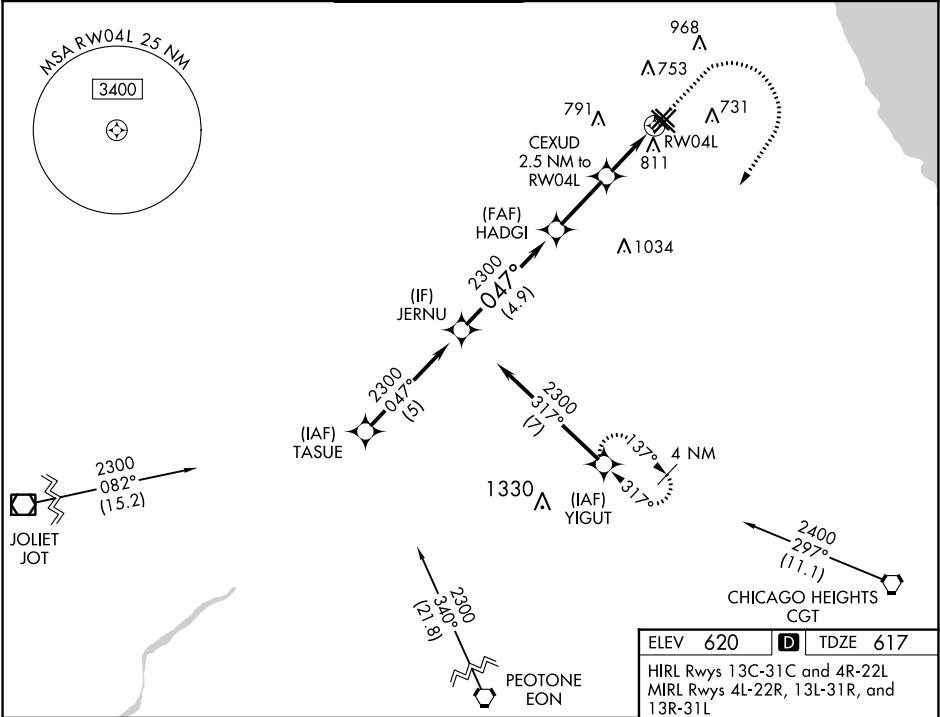 MSA RW04L 25 NM
3400
968
753
791
731
RW04L
811
CEXUD
2.5 NM to
RW04L
(FAF)
HADGI
1034
2300
047°
(4.9)
(IF)
JERNU
2300
047°
(5)
(IAF)
TASUE
2300
317°
(7)
137°
4 NM
317°
(IAF)
YIGUT
1330
2300
082°
(15.2)
JOLIET
JOT
2400
297°
(11.1)
CHICAGO HEIGHTS
CGT
2300
340°
(21.8)
PEOTONE
EON
ELEV 620 D TDZE 617
HIRL Rwys 13C-31C and 4R-22L
MIRL Rwys 4L-22R, 13L-31R, and
13R-31L